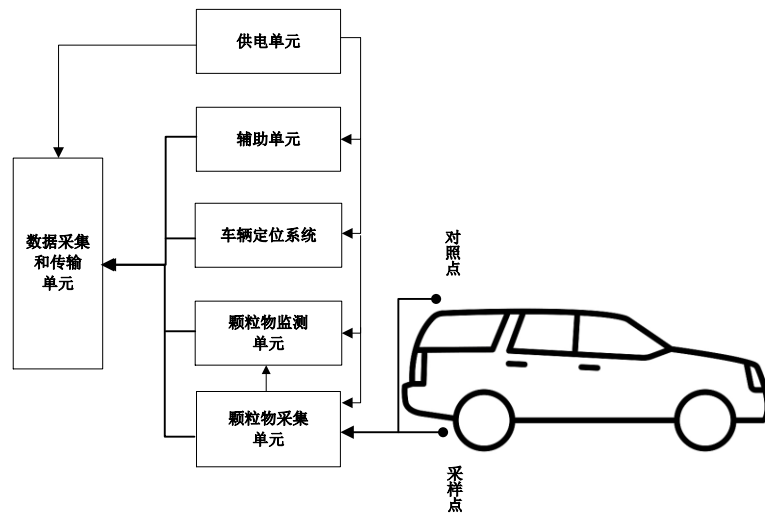 供电单元
辅助单元
车辆定位系统
数据采集
和传输
单元
颗粒物监测
单元
颗粒物采集
单元
对照点
采样点